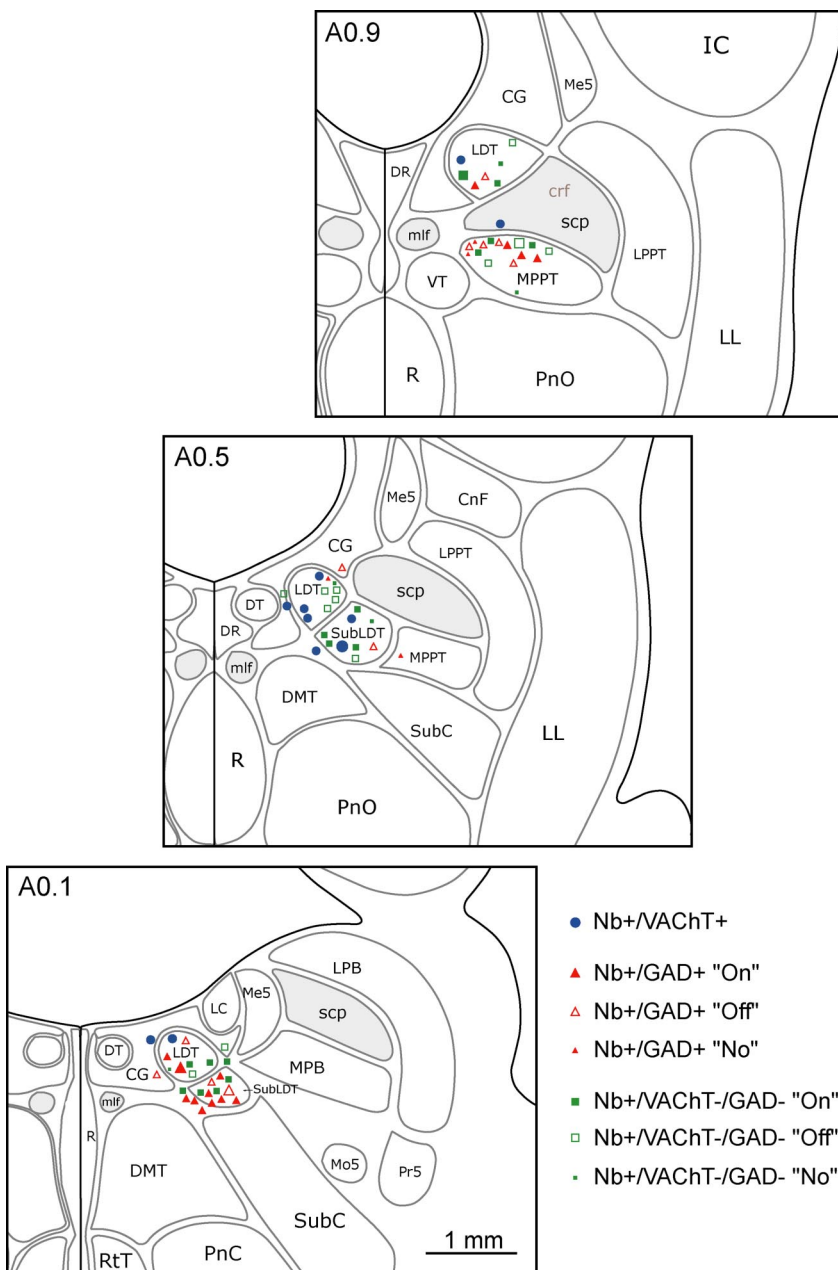 A0.9
IC
CG
Me5
LDT
DR
crf
scp
mlf
LPPT
VT
MPPT
LL
R
PnO
A0.5
Me5
CnF
CG
LPPT
LDT
scp
DT
SubLDT
DR
MPPT
mlf
DMT
SubC
R
LL
PnO
A0.1
LPB
Me5
LC
scp
DT
LDT
MPB
CG
SubLDT
mlf
R
DMT
Mo5
Pr5
SubC
RtT
PnC
1 mm
Nb+/VAChT+
Nb+/GAD+ "On"
Nb+/GAD+ "Off"
Nb+/GAD+ "No"
Nb+/VAChT-/GAD- "On"
Nb+/VAChT-/GAD- "Off"
Nb+/VAChT-/GAD- "No"